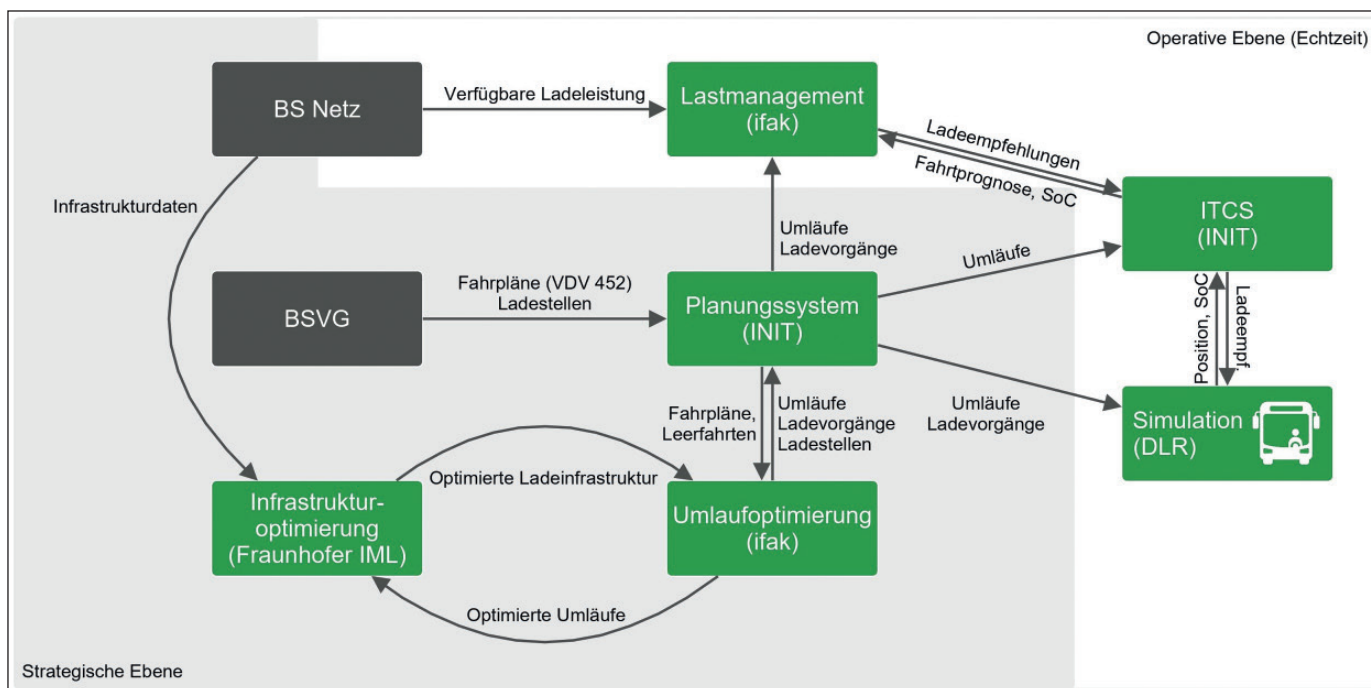 Operative Ebene (Echtzeit)
BS Netz
Verfügbare Ladeleistung
Lastmanagement
(ifak)
Ladeempfehlungen
Fahrtprognose, SoC
Infrastrukturdaten
ITCS
(INIT)
Umläufe
Ladevorgänge
Umläufe
BSVG
Fahrpläne (VDV 452)
Ladestellen
Planungssystem
(INIT)
Position, SoC
Ladeempf.
Fahrpläne,
Leerfahrten
Umläufe
Ladevorgänge
Ladestellen
Umläufe
Ladevorgänge
Simulation
(DLR)
Optimierte Ladeinfrastruktur
Infrastruktur-
optimierung
(Fraunhofer IML)
Umlaufoptimierung
(ifak)
Optimierte Umläufe
Strategische Ebene